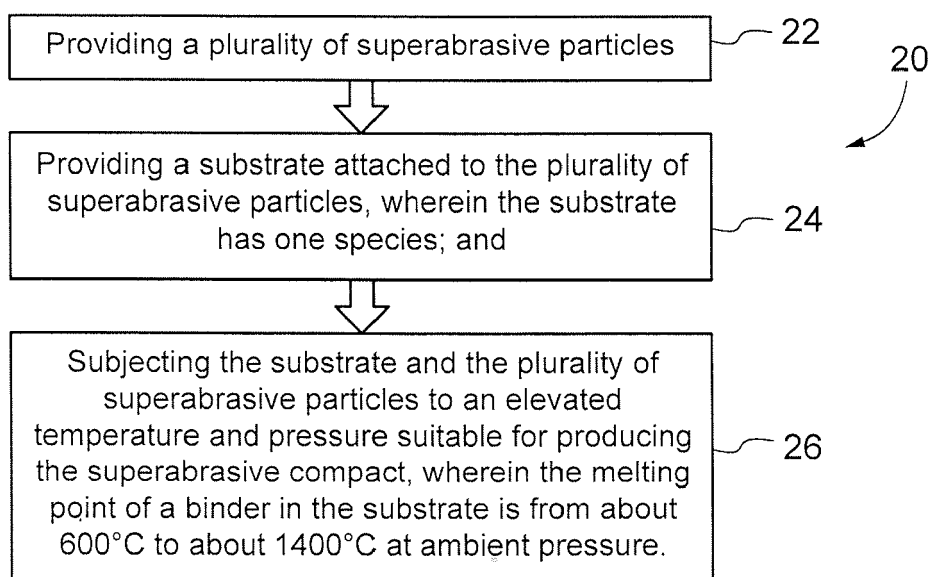 Providing a plurality of superabrasive particles
22
20
Providing a substrate attached to the plurality of
superabrasive particles, wherein the substrate
has one species; and
24
Subjecting the substrate and the plurality of
superabrasive particles to an elevated
temperature and pressure suitable for producing
the superabrasive compact, wherein the melting
point of a binder in the substrate is from about
600°C to about 1400°C at ambient pressure.
26